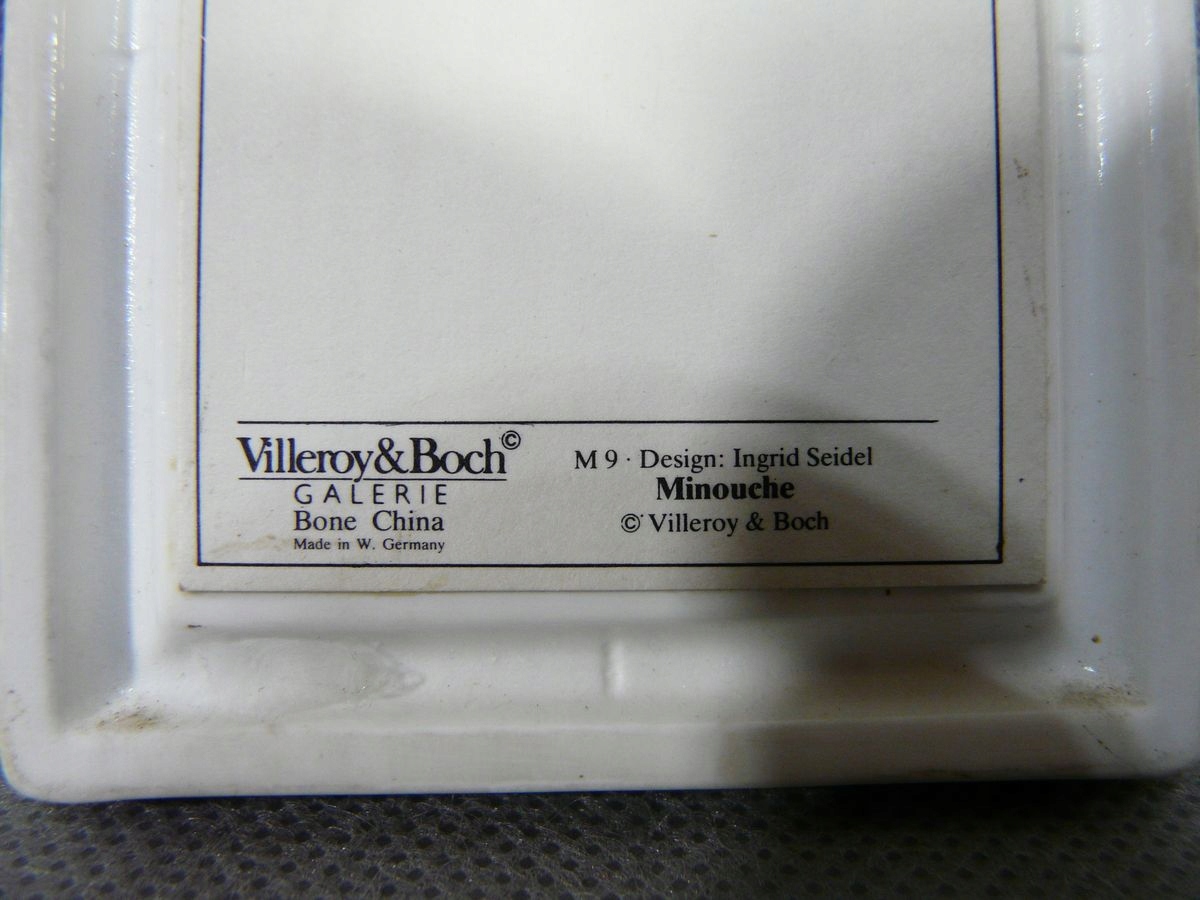 Villeroy&Boch©
GALERIE
Bone China
Made in W. Germany
M 9 · Design: Ingrid Seidel
Minouche
© Villeroy & Boch